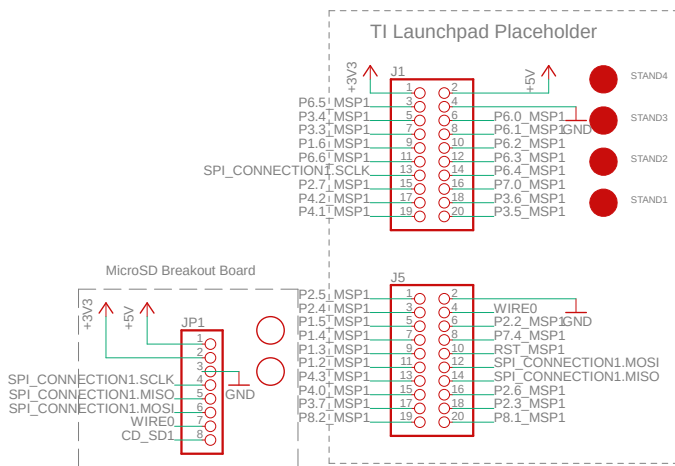 TI Launchpad Placeholder
J1
+3V3
+5V
1 2
P6.5_MSP1 3 4
GND
P3.4_MSP1 5 6 P6.0_MSP1
P3.3_MSP1 7 8 P6.1_MSP1
P1.6_MSP1 9 10 P6.2_MSP1
P6.6_MSP1 11 12 P6.3_MSP1
SPI_CONNECTION1.SCLK 13 14 P6.4_MSP1
P2.7_MSP1 15 16 P7.0_MSP1
P4.2_MSP1 17 18 P3.6_MSP1
P4.1_MSP1 19 20 P3.5_MSP1
STAND4
STAND3
STAND2
STAND1
J5
P2.5_MSP1 1 2
GND
P2.4_MSP1 3 4 WIRE0
P1.5_MSP1 5 6 P2.2_MSP1
P1.4_MSP1 7 8 P7.4_MSP1
P1.3_MSP1 9 10 RST_MSP1
P1.2_MSP1 11 12 SPI_CONNECTION1.MOSI
P4.3_MSP1 13 14 SPI_CONNECTION1.MISO
P4.0_MSP1 15 16 P2.6_MSP1
P3.7_MSP1 17 18 P2.3_MSP1
P8.2_MSP1 19 20 P8.1_MSP1
MicroSD Breakout Board
+3V3
+5V
JP1
1
2
3
GND
SPI_CONNECTION1.SCLK 4
SPI_CONNECTION1.MISO 5
SPI_CONNECTION1.MOSI 6
WIRE0 7
CD_SD1 8